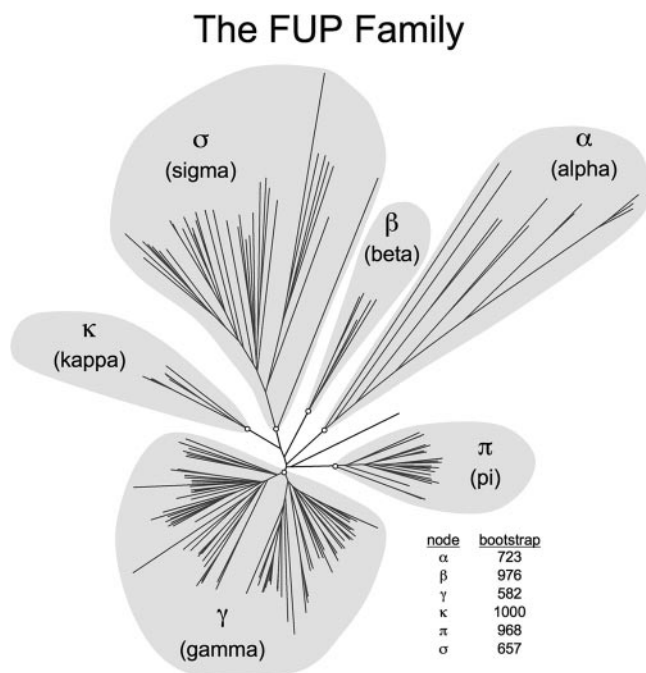 The FUP Family
σ
(sigma)
α
(alpha)
β
(beta)
κ
(kappa)
π
(pi)
γ
(gamma)
node bootstrap
α 723
β 976
γ 582
κ 1000
π 968
σ 657